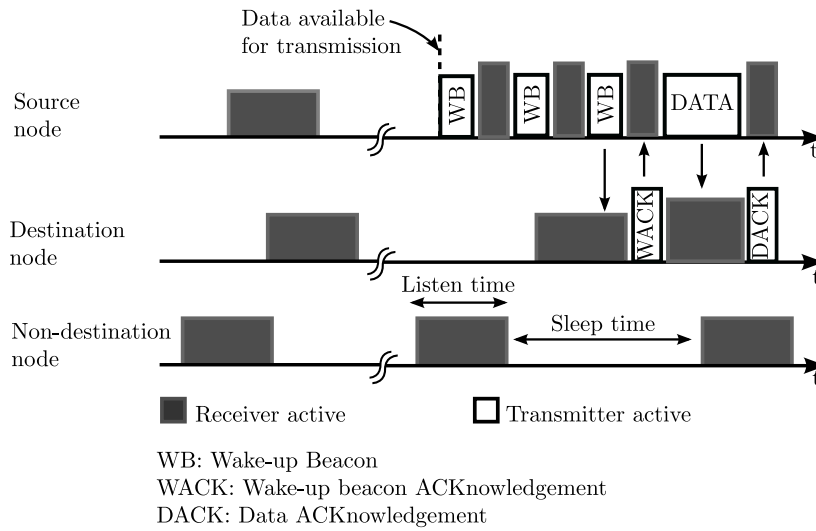 Data available
for transmission
Source
node
WB
WB
WB
DATA
t
Destination
node
WACK
DACK
t
Listen time
Non-destination
node
Sleep time
t
Receiver active
Transmitter active
WB: Wake-up Beacon
WACK: Wake-up beacon ACKnowledgement
DACK: Data ACKnowledgement